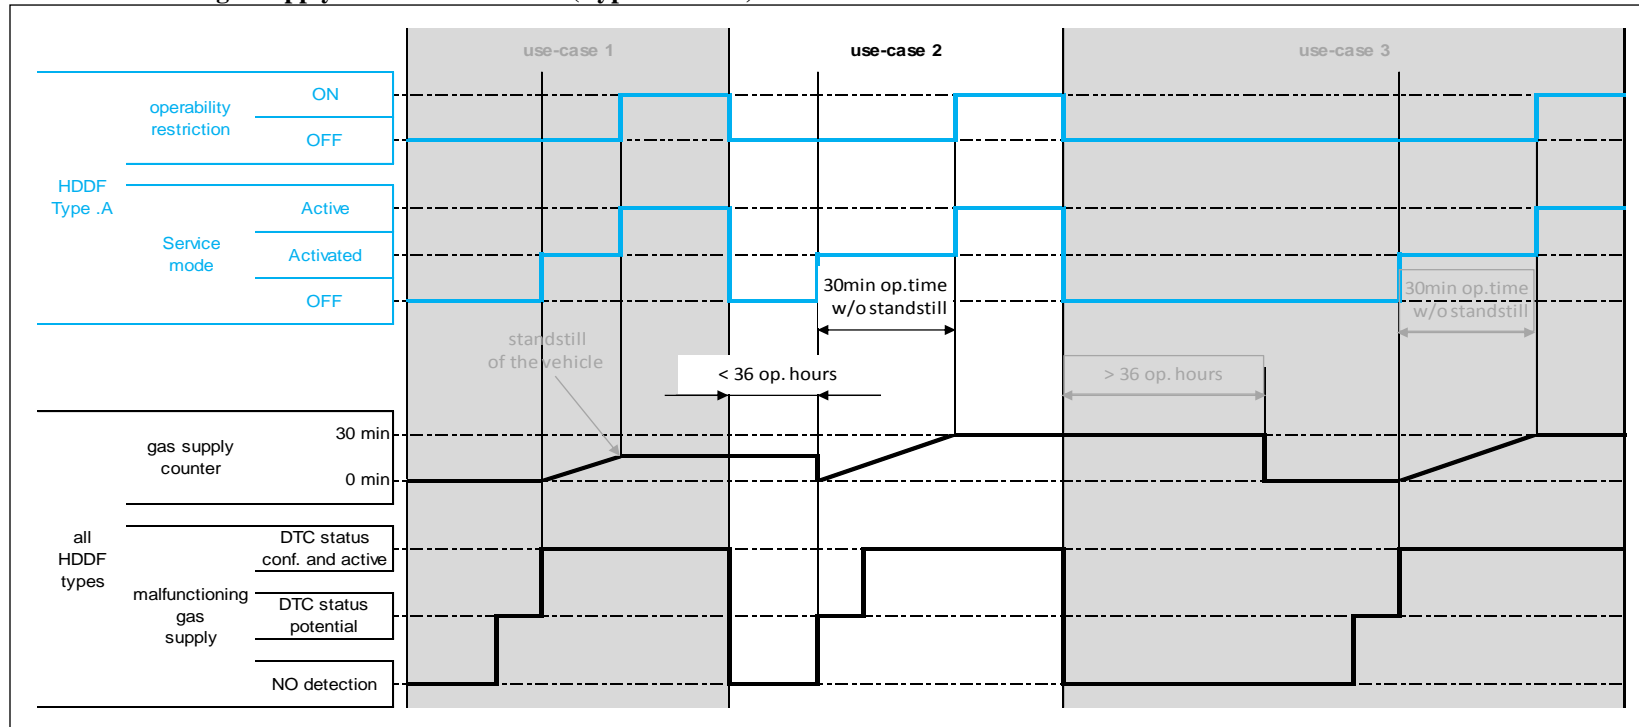 use-case 1
use-case 2
use-case 3
HDDF
Type .A
operability
restriction
ON
OFF
Service
mode
Active
Activated
OFF
30min op.time
w/o standstill
30min op.time
w/o standstill
standstill
of the vehicle
< 36 op. hours
> 36 op. hours
all
HDDF
types
gas supply
counter
30 min
0 min
malfunctioning
gas
supply
DTC status
conf. and active
DTC status
potential
NO detection